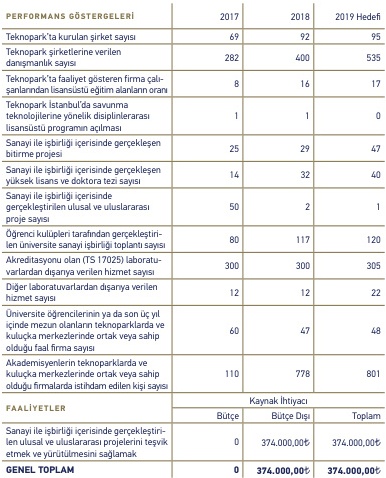 PERFORMANS GÖSTERGELERİ 2017 2018 2019 Hedefi
Teknopark'ta kurulan şirket sayısı 69 92 95
Teknopark şirketlerine verilen
danışmanlık sayısı 282 400 535
Teknopark'ta faaliyet gösteren firma çalı-
şanlarından lisansüstü eğitim alanların oranı 8 16 17
Teknopark İstanbul'da savunma
teknolojilerine yönelik disiplinlerarası
lisansüstü programın açılması 1 1 0
Sanayi ile işbirliği içerisinde gerçekleşen
bitirme projesi 25 29 47
Sanayi ile işbirliği içerisinde gerçekleşen
yüksek lisans ve doktora tezi sayısı 14 32 40
Sanayi ile işbirliği içerisinde
gerçekleştirilen ulusal ve uluslararası
proje sayısı 50 2 1
Öğrenci kulüpleri tarafından gerçekleştiri-
len üniversite sanayi işbirliği toplantı sayısı 80 117 120
Akreditasyonu olan (TS 17025) laboratu-
varlardan dışarıya verilen hizmet sayısı 300 300 305
Diğer laboratuvarlardan dışarıya verilen
hizmet sayısı 12 12 22
Üniversite öğrencilerinin ya da son üç yıl
içinde mezun olanların teknoparklarda ve
kuluçka merkezlerinde ortak veya sahip
olduğu faal firma sayısı 60 47 48
Akademisyenlerin teknoparklarda ve
kuluçka merkezlerinde ortak veya sahip
olduğu firmalarda istihdam edilen kişi sayısı 110 778 801
FAALİYETLER Kaynak İhtiyacı
Bütçe Bütçe Dışı Toplam
Sanayi ile işbirliği içerisinde gerçekleştiri-
len ulusal ve uluslararası projelerini teşvik
etmek ve yürütülmesini sağlamak 0 374.000,00₺ 374.000,00₺
GENEL TOPLAM 0 374.000,00₺ 374.000,00₺